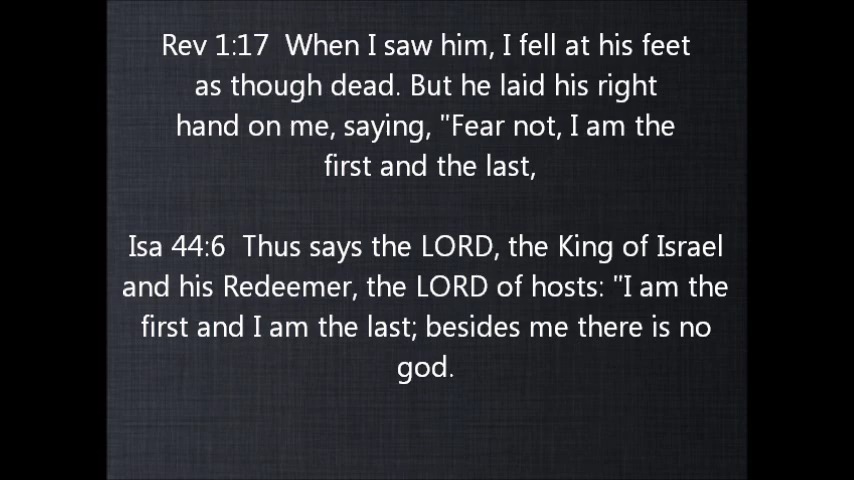 Rev 1:17  When I saw him, I fell at his feet
as though dead. But he laid his right
hand on me, saying, "Fear not, I am the
first and the last,
Isa 44:6  Thus says the LORD, the King of Israel
and his Redeemer, the LORD of hosts: "I am the
first and I am the last; besides me there is no
god.